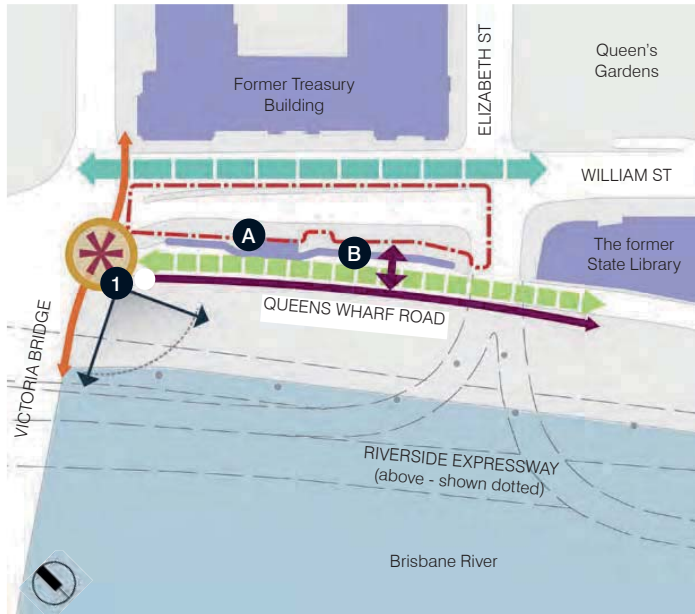 Former Treasury
Building
ELIZABETH ST
Queen's
Gardens
WILLIAM ST
A
B
The former
State Library
1
QUEENS WHARF ROAD
VICTORIA BRIDGE
RIVERSIDE EXPRESSWAY
(above - shown dotted)
Brisbane River